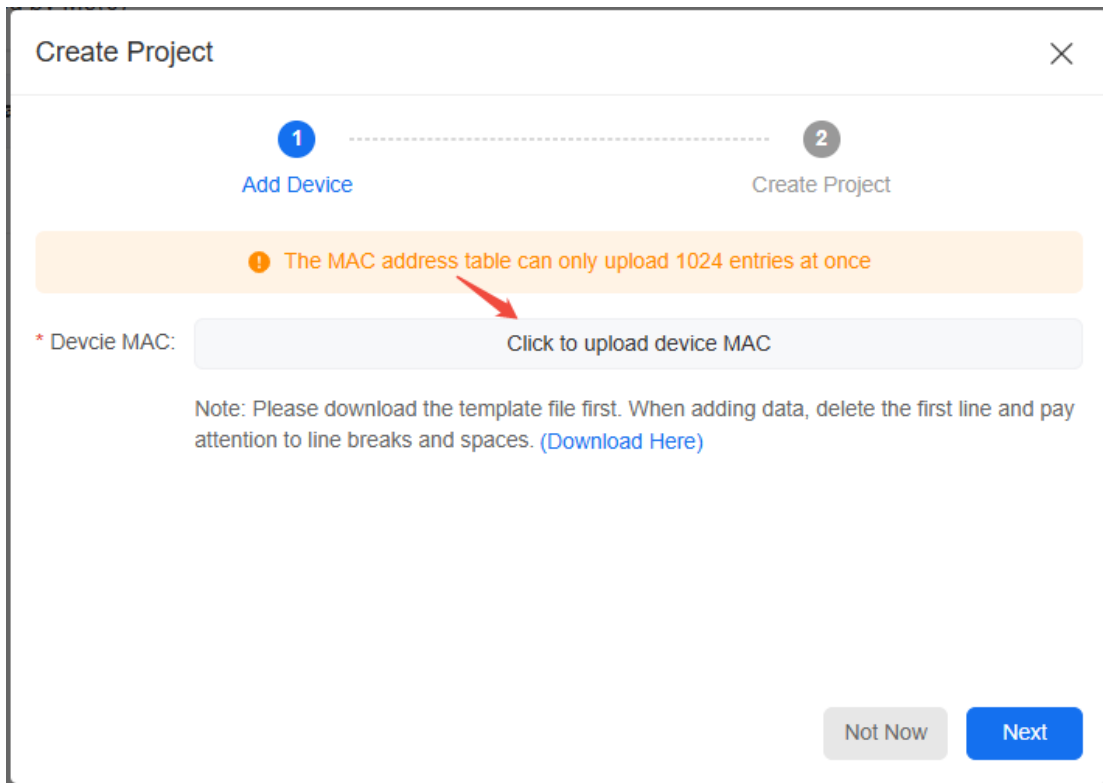 Create Project
1
2
Add Device
Create Project
The MAC address table can only upload 1024 entries at once
* Devcie MAC:
Click to upload device MAC
Note: Please download the template file first. When adding data, delete the first line and pay
attention to line breaks and spaces. (Download Here)
Not Now
Next